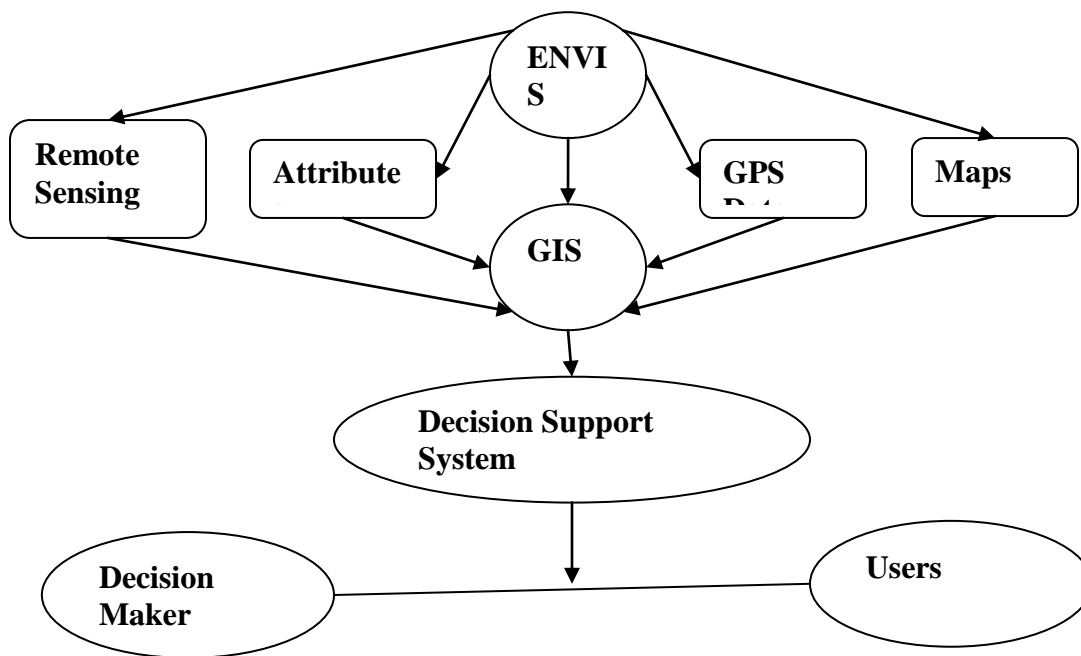 ENVI
S
Remote
Sensing
Attribute
GPS
Maps
GIS
Decision Support
System
Decision
Maker
Users